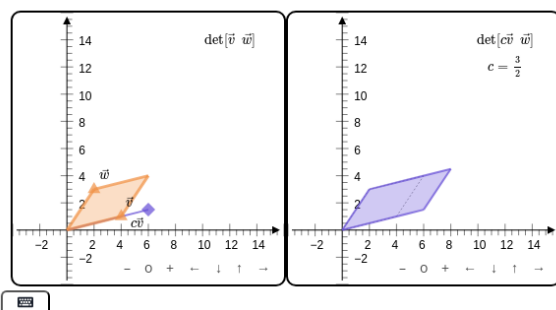 det[v⃗ w⃗]
14
12
10
8
6
4
2
−2
−2 2 4 6 8 10 12 14
w⃗
v⃗
cv⃗
− o + ← ↓ ↑ →
det[cv⃗ w⃗]
c = 3/2
14
12
10
8
6
4
2
−2
−2 2 4 6 8 10 12 14
− o + ← ↓ ↑ →